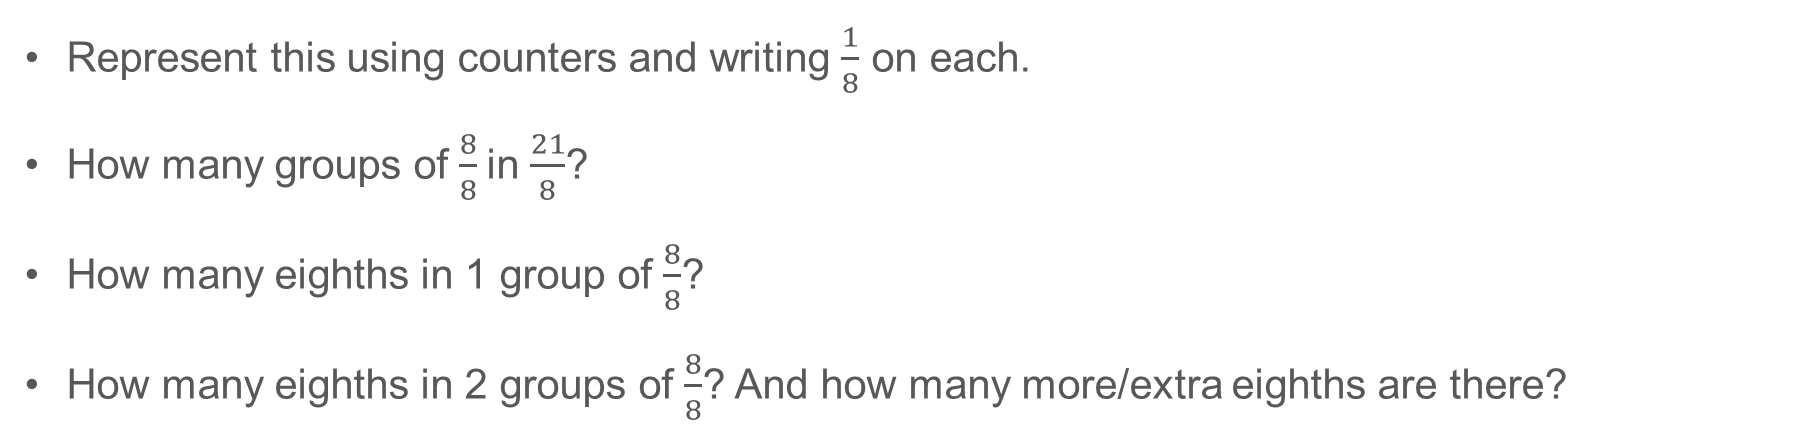 • Represent this using counters and writing 1/8 on each.
• How many groups of 8/8 in 21/8?
• How many eighths in 1 group of 8/8?
• How many eighths in 2 groups of 8/8? And how many more/extra eighths are there?